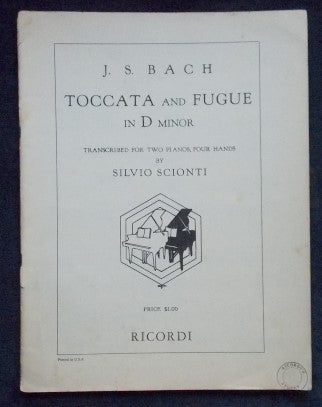 J. S. BACH
TOCCATA AND FUGUE
IN D MINOR
TRANSCRIBED FOR TWO PIANOS, FOUR HANDS
BY
SILVIO SCIONTI
PRICE $1.00
RICORDI
Printed in U.S.A.